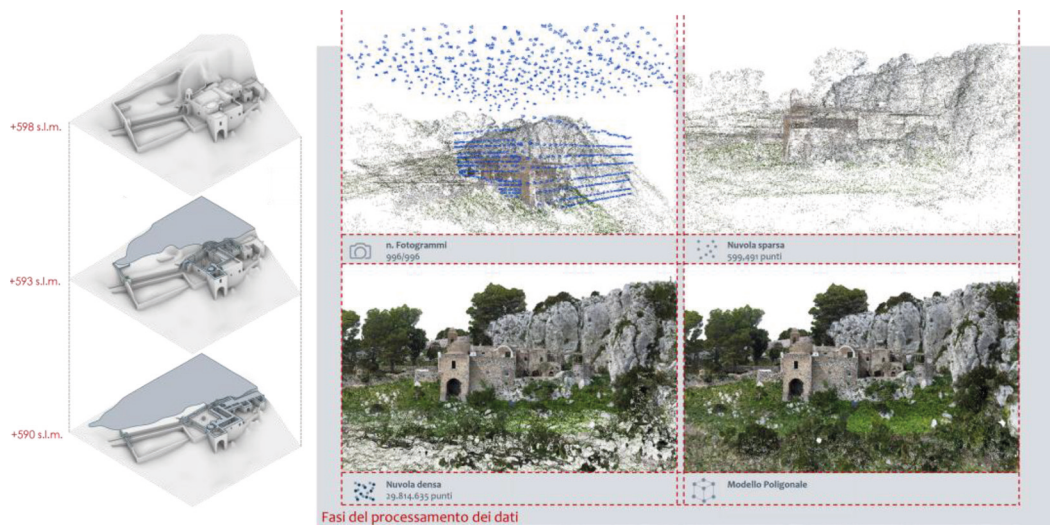 +598 s.l.m.
+593 s.l.m.
+590 s.l.m.
n. Fotogrammi
996/996
Nuvola sparsa
599,491 punti
Nuvola densa
29.814.635 punti
Modello Poligonale
Fasi del processamento dei dati